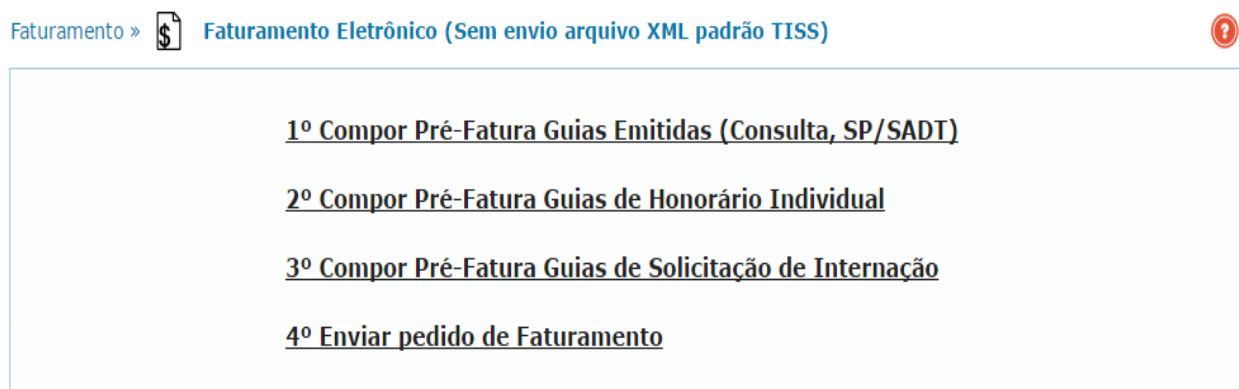 Faturamento » $ Faturamento Eletrônico (Sem envio arquivo XML padrão TISS) ?
1º Compor Pré-Fatura Guias Emitidas (Consulta, SP/SADT)
2º Compor Pré-Fatura Guias de Honorário Individual
3º Compor Pré-Fatura Guias de Solicitação de Internação
4º Enviar pedido de Faturamento